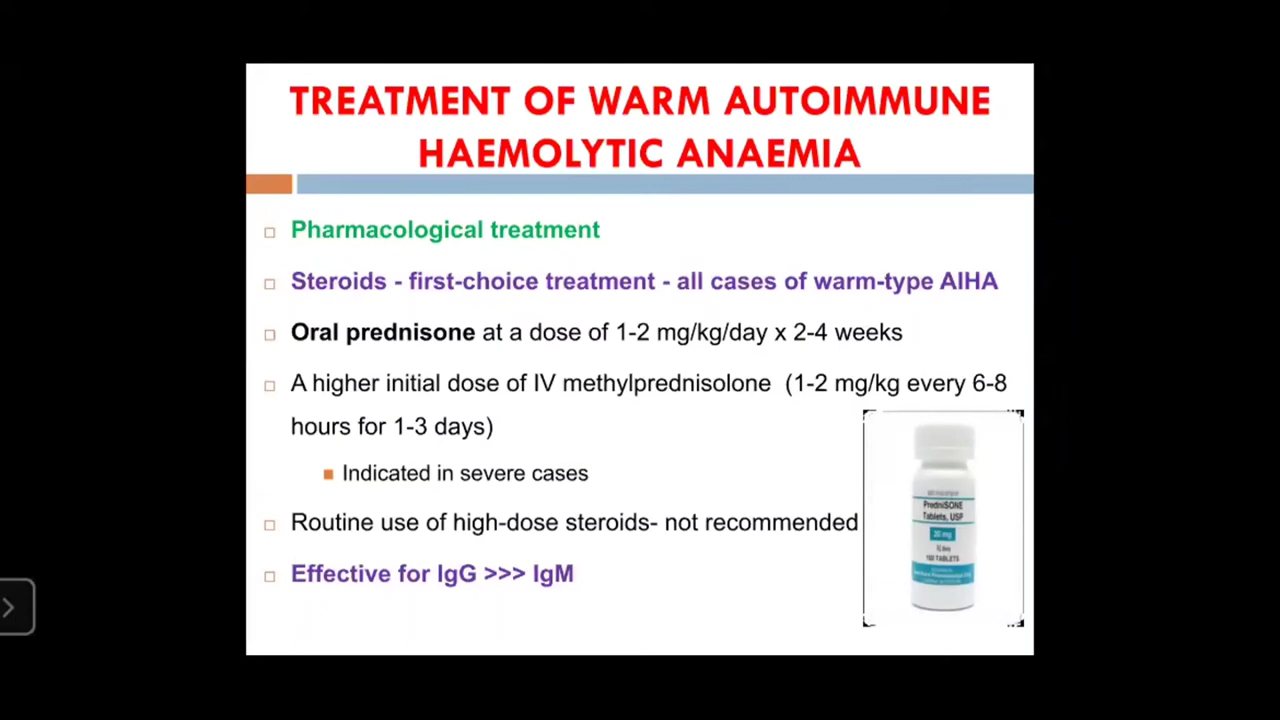 TREATMENT OF WARM AUTOIMMUNE
HAEMOLYTIC ANAEMIA
Pharmacological treatment
Steroids - first-choice treatment - all cases of warm-type AIHA
Oral prednisone at a dose of 1-2 mg/kg/day x 2-4 weeks
A higher initial dose of IV methylprednisolone (1-2 mg/kg every 6-8
hours for 1-3 days)
Indicated in severe cases
Routine use of high-dose steroids- not recommended
Effective for IgG >>> IgM
PredniSONE
Tablets, USP
20 mg
100 TABLETS